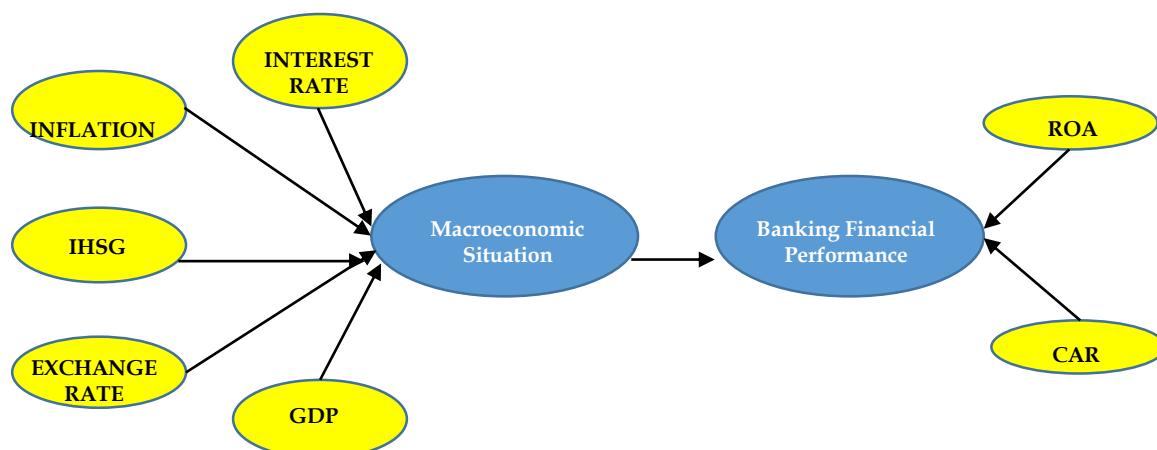 INTEREST
RATE
INFLATION
IHSG
EXCHANGE
RATE
GDP
Macroeconomic
Situation
Banking Financial
Performance
ROA
CAR